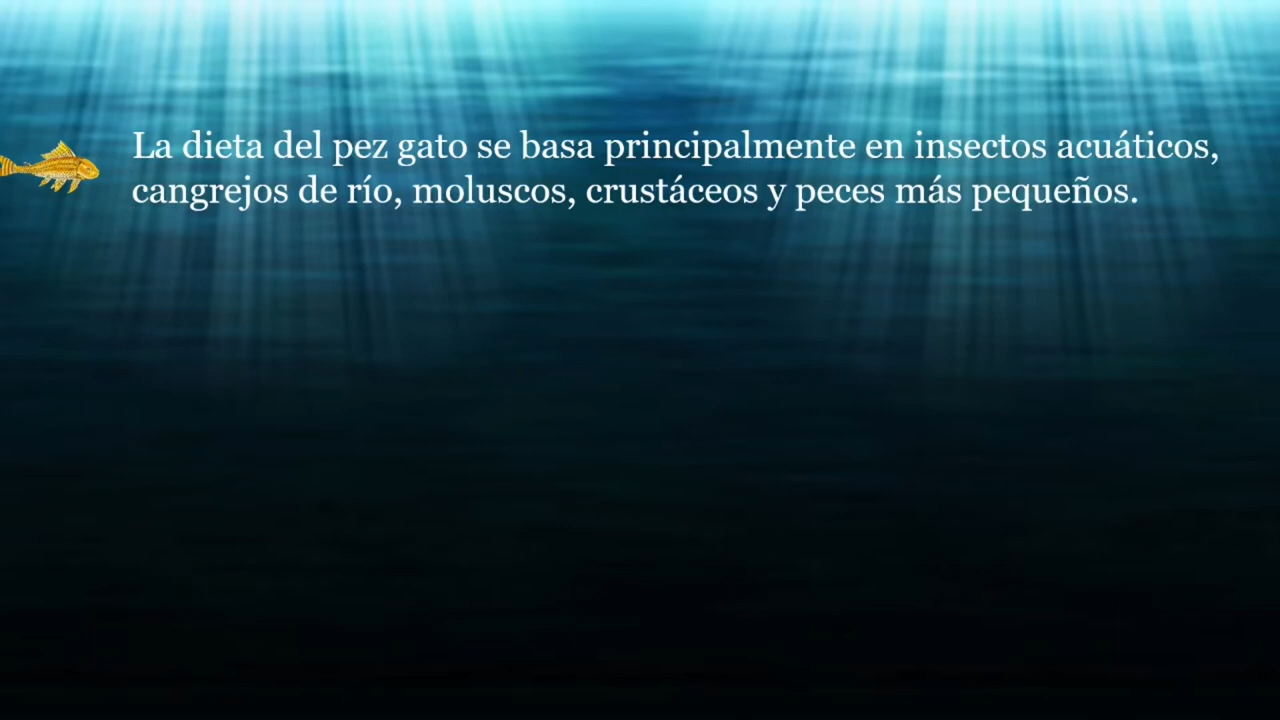 La dieta del pez gato se basa principalmente en insectos acuáticos,
cangrejos de río, moluscos, crustáceos y peces más pequeños.